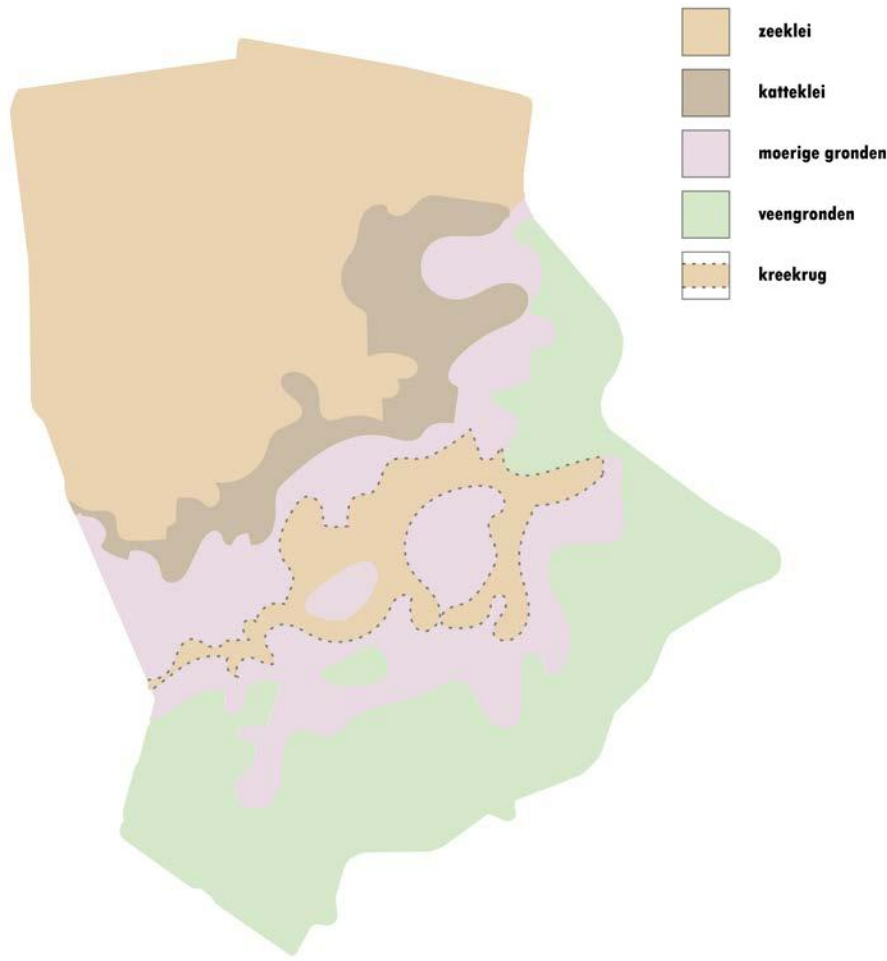 zeeklei
katteklei
moerige gronden
veengronden
kreekrug